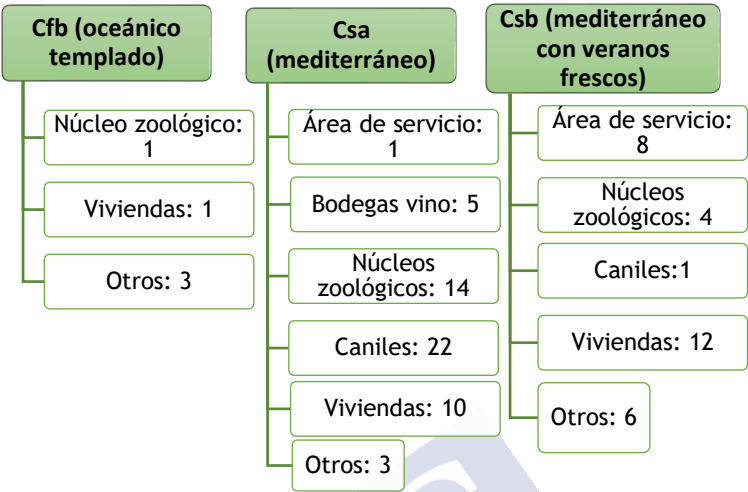 Cfb (oceánico
templado)
Núcleo zoológico:
1
Viviendas: 1
Otros: 3
Csa
(mediterráneo)
Área de servicio:
1
Bodegas vino: 5
Núcleos
zoológicos: 14
Caniles: 22
Viviendas: 10
Otros: 3
Csb (mediterráneo
con veranos
frescos)
Área de servicio:
8
Núcleos
zoológicos: 4
Caniles:1
Viviendas: 12
Otros: 6